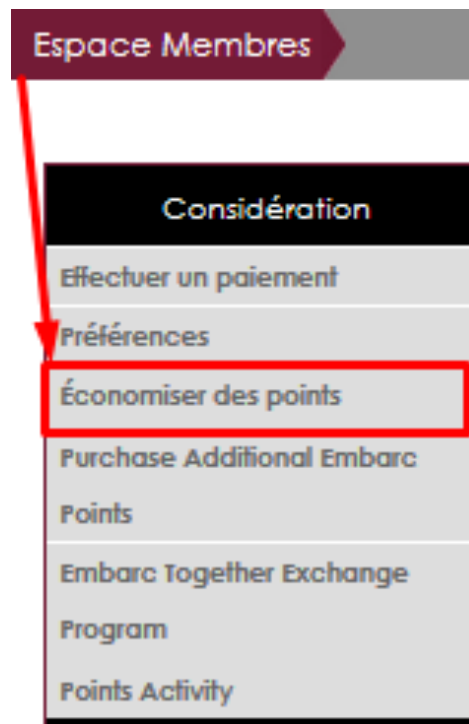 Espace Membres
Considération
Effectuer un paiement
Préférences
Économiser des points
Purchase Additional Embarc
Points
Embarc Together Exchange
Program
Points Activity